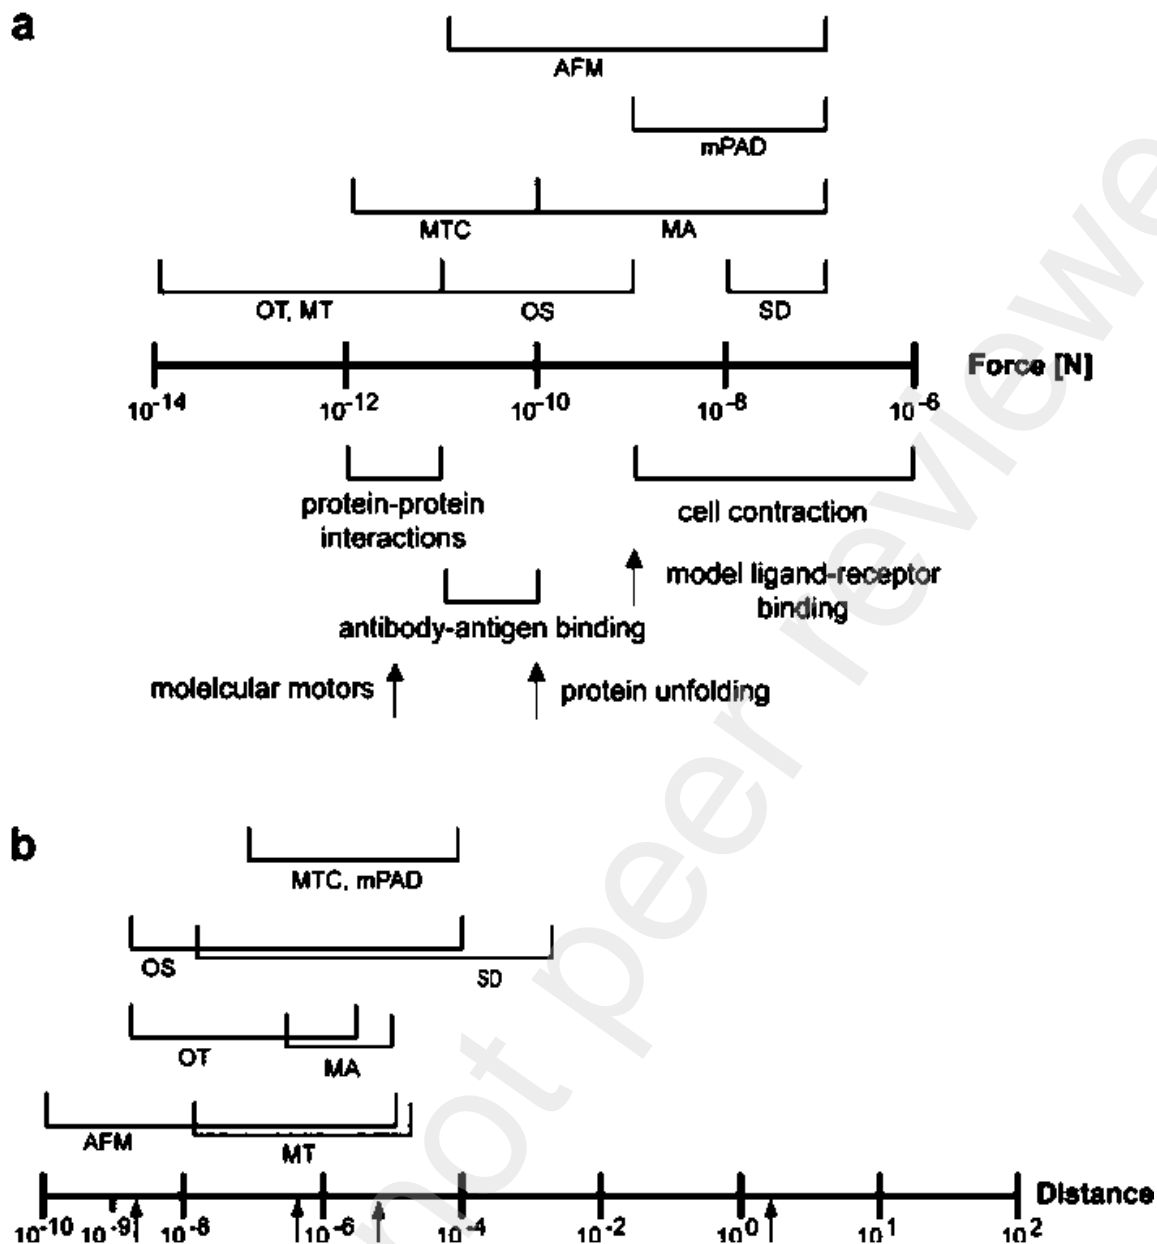 a
AFM
mPAD
MTC
MA
OT, MT
OS
SD
Force [N]
10-14
10-12
10-10
10-8
10-6
protein-protein
interactions
cell contraction
model ligand-receptor
binding
antibody-antigen binding
molelcular motors
protein unfolding
b
MTC, mPAD
OS
SD
OT
MA
AFM
MT
Distance
10-10
10-9
10-8
10-6
10-4
10-2
100
101
102
not peer reviewe